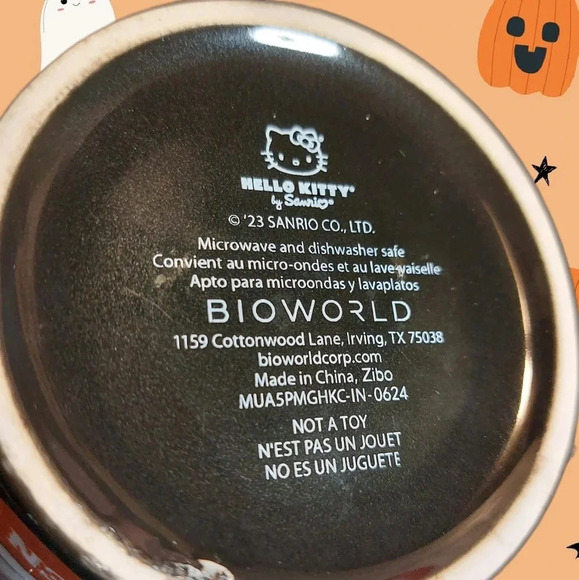 HELLO KITTY®
by Sanrio®
© '23 SANRIO CO., LTD.
Microwave and dishwasher safe
Convient au micro-ondes et au lave-vaiselle
Apto para microondas y lavaplatos
BIOWORLD
1159 Cottonwood Lane, Irving, TX 75038
bioworldcorp.com
Made in China, Zibo
MUA5PMGHKC-IN-0624
NOT A TOY
N'EST PAS UN JOUET
NO ES UN JUGUETE